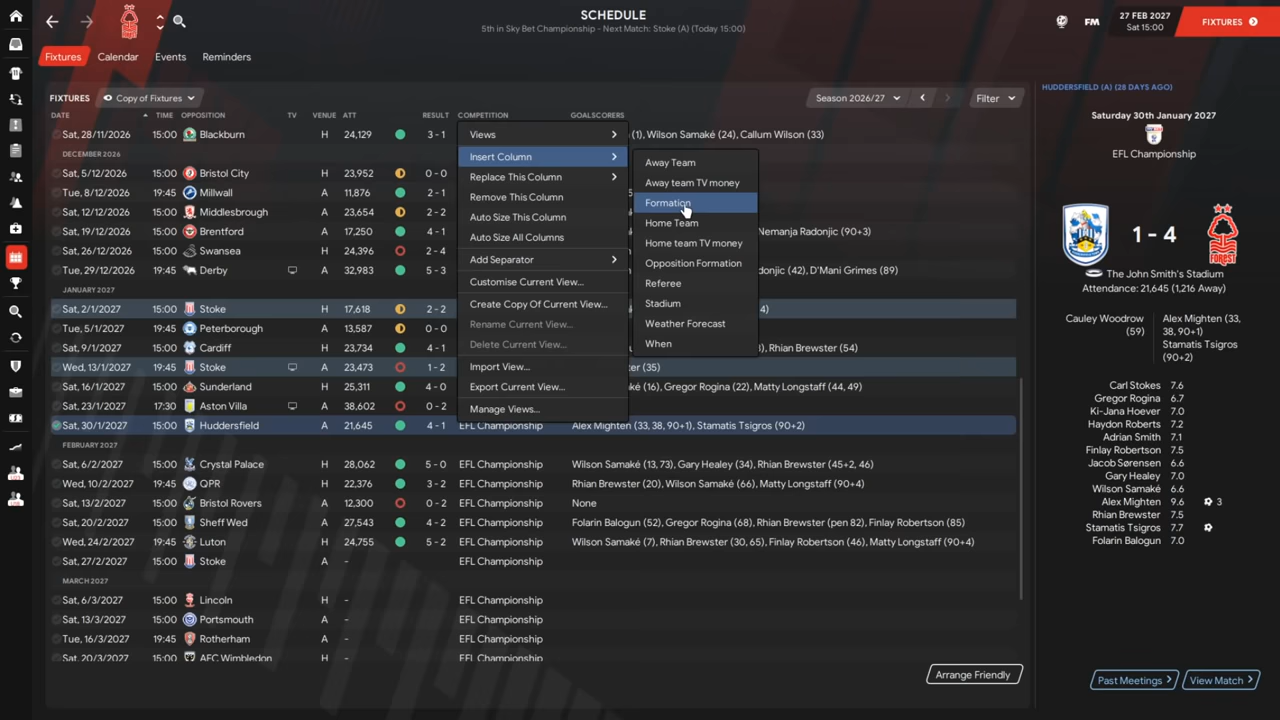 SCHEDULE
5th in Sky Bet Championship - Next Match: Stoke (A) (Today 15:00)
FM
27 FEB 2027
Sat 15:00
FIXTURES
Fixtures
Calendar
Events
Reminders
FIXTURES
Copy of Fixtures
Season 2026/27
Filter
DATE TIME OPPOSITION TV VENUE ATT RESULT COMPETITION GOALSCORERS
Sat, 28/11/2026 15:00 Blackburn H 24,129 3 - 1 (1), Wilson Samaké (24), Callum Wilson (33)
DECEMBER 2026
Sat, 5/12/2026 15:00 Bristol City H 23,952 0 - 0
Tue, 8/12/2026 19:45 Millwall A 11,876 2 - 1
Sat, 12/12/2026 15:00 Middlesbrough H 23,654 2 - 2
Sat, 19/12/2026 15:00 Brentford A 17,250 4 - 1 Nemanja Radonjic (90+3)
Sat, 26/12/2026 15:00 Swansea H 24,396 2 - 4
Tue, 29/12/2026 19:45 Derby A 32,983 5 - 3 donjic (42), D'Mani Grimes (89)
JANUARY 2027
Sat, 2/1/2027 15:00 Stoke H 17,618 2 - 2 4)
Tue, 5/1/2027 19:45 Peterborough A 13,587 0 - 0
Sat, 9/1/2027 15:00 Cardiff H 23,734 4 - 1 ), Rhian Brewster (54)
Wed, 13/1/2027 19:45 Stoke A 23,473 1 - 2 ter (35)
Sat, 16/1/2027 15:00 Sunderland H 25,311 4 - 0 ké (16), Gregor Rogina (22), Matty Longstaff (44, 49)
Sat, 23/1/2027 17:30 Aston Villa A 38,602 0 - 2
Sat, 30/1/2027 15:00 Huddersfield A 21,645 4 - 1 EFL Championship Alex Mighten (33, 38, 90+1), Stamatis Tsigros (90+2)
FEBRUARY 2027
Sat, 6/2/2027 15:00 Crystal Palace H 28,062 5 - 0 EFL Championship Wilson Samaké (13, 73), Gary Healey (34), Rhian Brewster (45+2, 46)
Wed, 10/2/2027 19:45 QPR H 22,376 3 - 2 EFL Championship Rhian Brewster (20), Wilson Samaké (66), Matty Longstaff (90+4)
Sat, 13/2/2027 15:00 Bristol Rovers A 12,300 0 - 2 EFL Championship None
Sat, 20/2/2027 15:00 Sheff Wed A 27,543 4 - 2 EFL Championship Folarin Balogun (52), Gregor Rogina (68), Rhian Brewster (pen 82), Finlay Robertson (85)
Wed, 24/2/2027 19:45 Luton H 24,755 5 - 2 EFL Championship Wilson Samaké (7), Rhian Brewster (30, 65), Finlay Robertson (46), Matty Longstaff (90+4)
Sat, 27/2/2027 15:00 Stoke A - EFL Championship
MARCH 2027
Sat, 6/3/2027 15:00 Lincoln H - EFL Championship
Sat, 13/3/2027 15:00 Portsmouth A - EFL Championship
Tue, 16/3/2027 19:45 Rotherham A - EFL Championship
Sat, 20/3/2027 15:00 AFC Wimbledon H - EFL Championship
Arrange Friendly
Views
Insert Column
Replace This Column
Remove This Column
Auto Size This Column
Auto Size All Columns
Add Separator
Customise Current View...
Create Copy Of Current View...
Rename Current View...
Delete Current View...
Import View...
Export Current View...
Manage Views...
Away Team
Away team TV money
Formation
Home Team
Home team TV money
Opposition Formation
Referee
Stadium
Weather Forecast
When
HUDDERSFIELD (A) (28 DAYS AGO)
Saturday 30th January 2027
EFL Championship
1 - 4
FOREST
The John Smith's Stadium
Attendance: 21,645 (1,216 Away)
Cauley Woodrow
(59)
Alex Mighten (33,
38, 90+1)
Stamatis Tsigros
(90+2)
Carl Stokes 7.6
Gregor Rogina 6.7
Ki-Jana Hoever 7.0
Haydon Roberts 7.2
Adrian Smith 7.1
Finlay Robertson 7.5
Jacob Sørensen 6.6
Gary Healey 7.0
Wilson Samaké 6.6
Alex Mighten 9.6 3
Rhian Brewster 7.5
Stamatis Tsigros 7.7
Folarin Balogun 7.0
Past Meetings
View Match